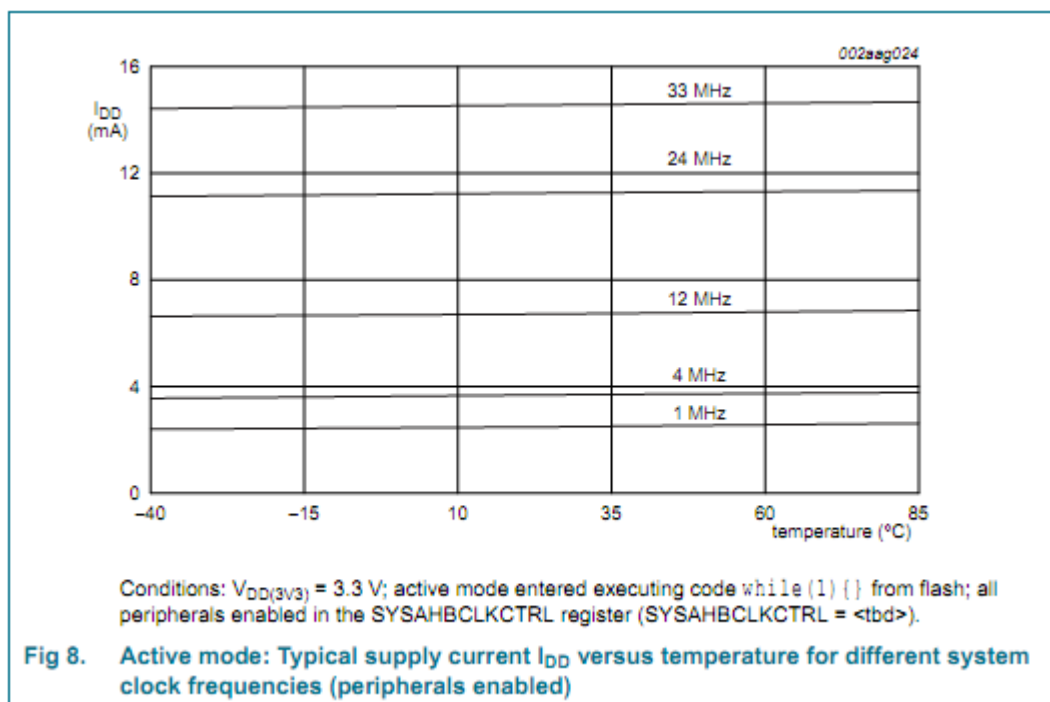 002aag024
16
I_DD
(mA)
33 MHz
24 MHz
12
8
12 MHz
4 MHz
4
1 MHz
0
−40 −15 10 35 60 85
temperature (°C)
Conditions: V_DD(3V3) = 3.3 V; active mode entered executing code while(1){} from flash; all
peripherals enabled in the SYSAHBCLKCTRL register (SYSAHBCLKCTRL = <tbd>).
Fig 8. Active mode: Typical supply current I_DD versus temperature for different system
clock frequencies (peripherals enabled)